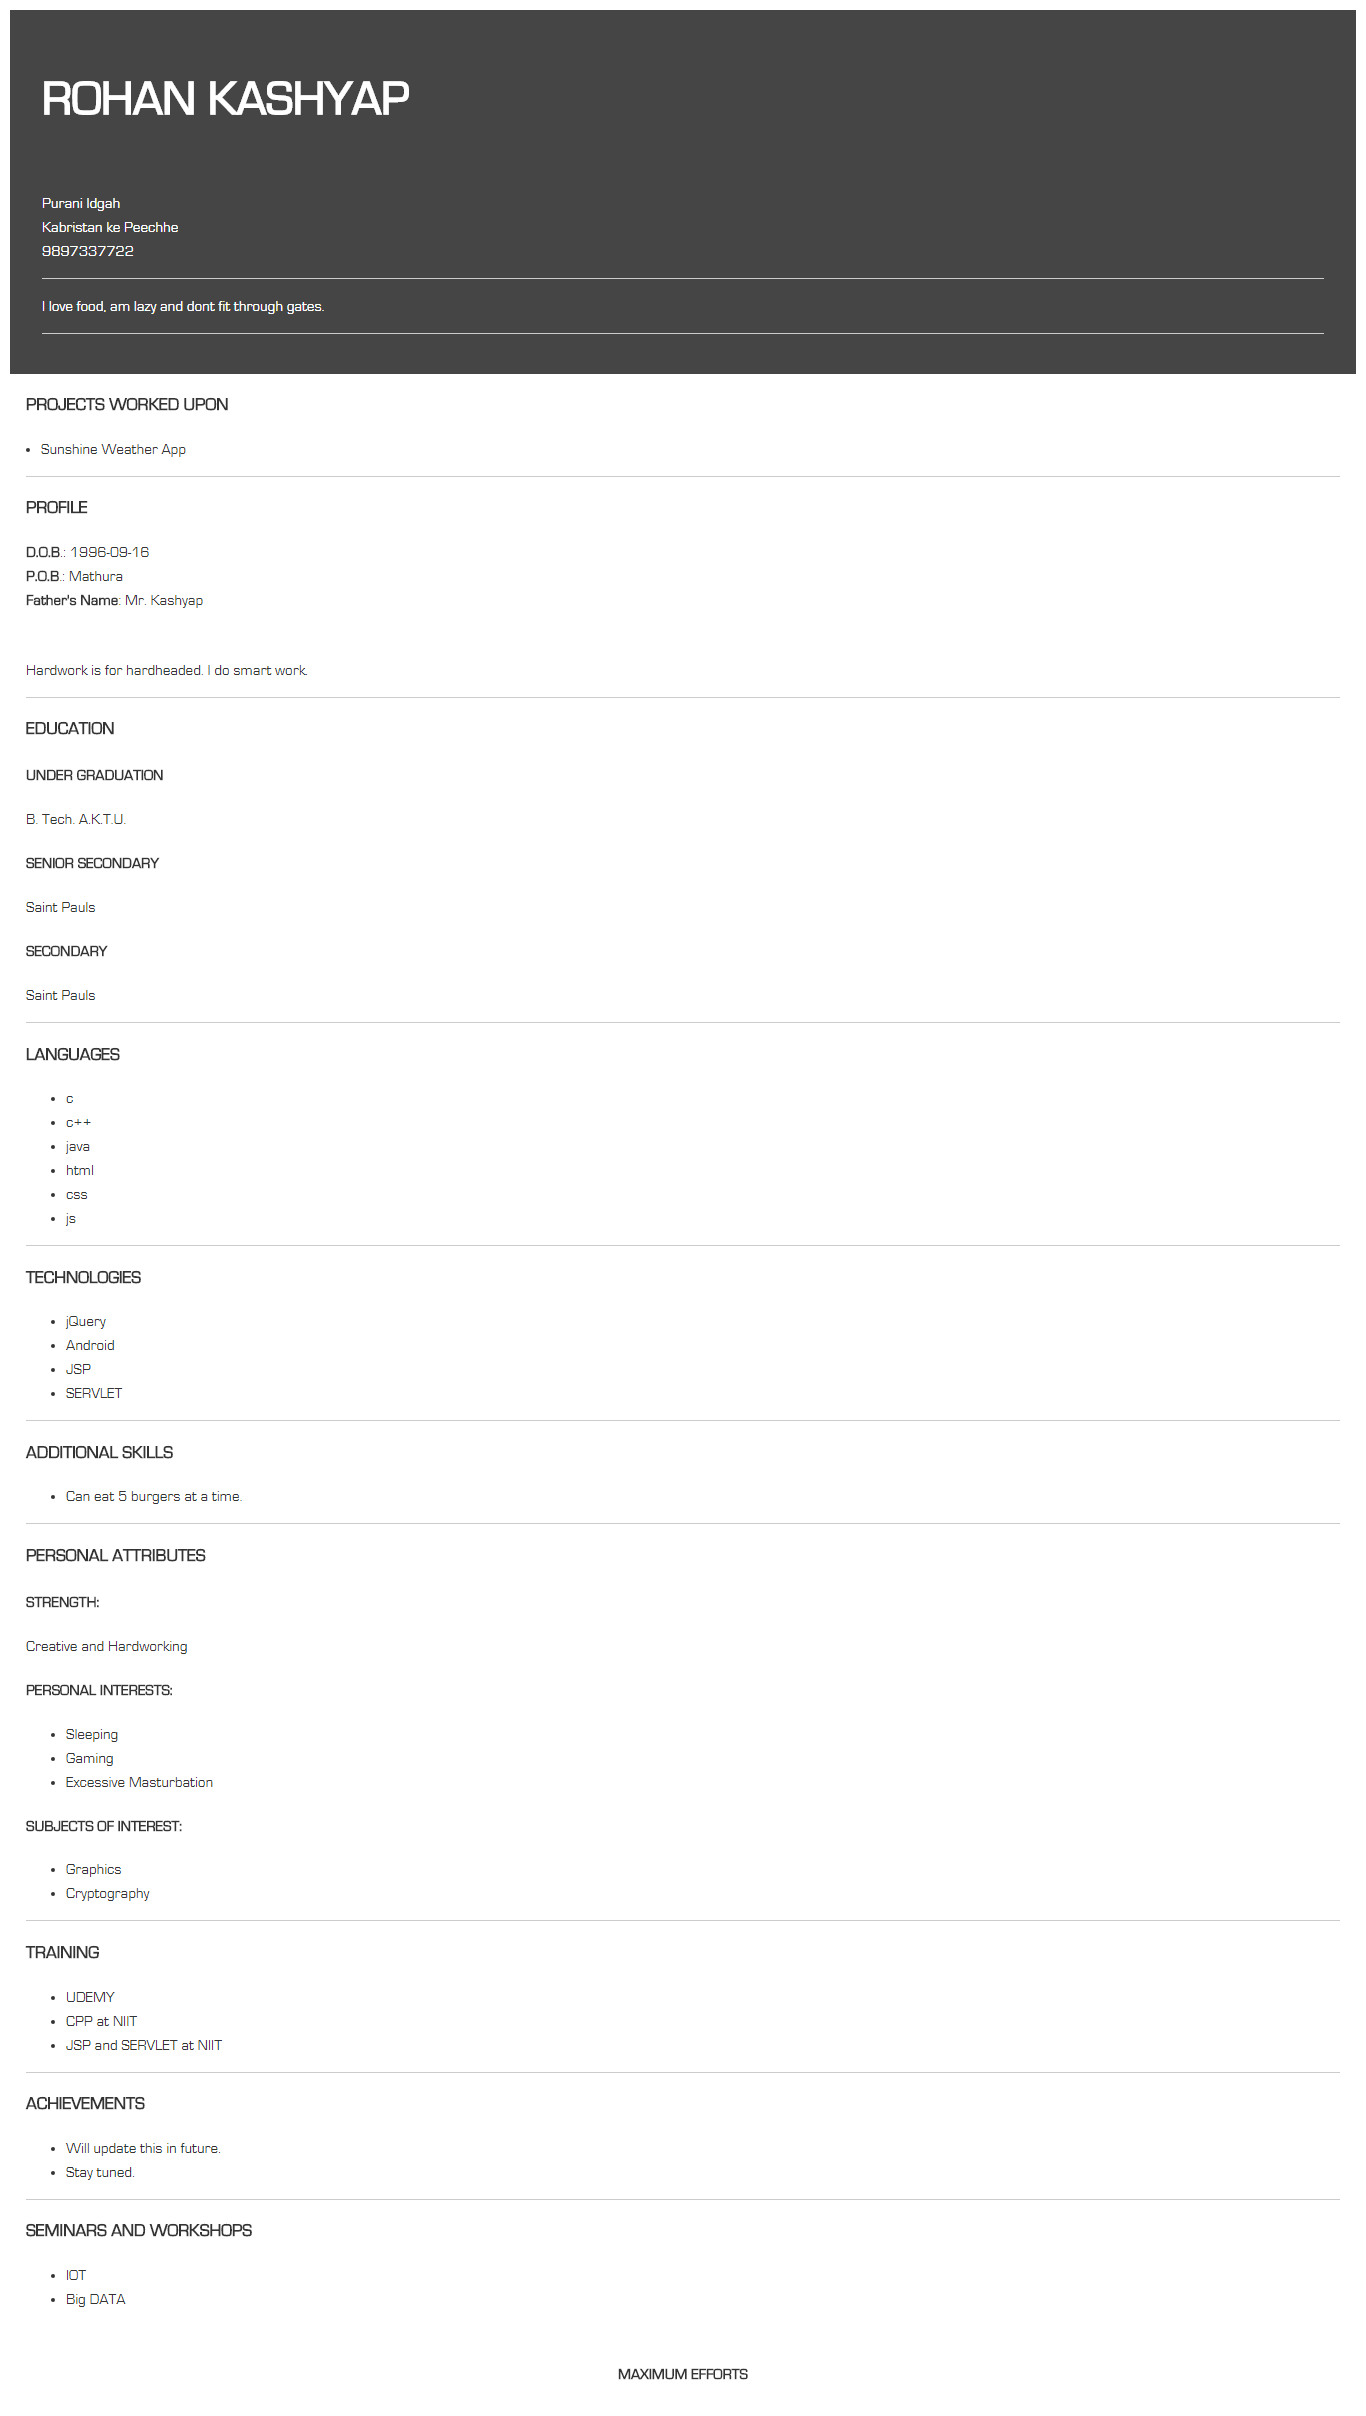 ROHAN KASHYAP
Purani Idgah
Kabristan ke Peechhe
9897337722
I love food, am lazy and dont fit through gates.
PROJECTS WORKED UPON
• Sunshine Weather App
PROFILE
D.O.B.: 1996-09-16
P.O.B.: Mathura
Father's Name: Mr. Kashyap
Hardwork is for hardheaded. I do smart work.
EDUCATION
UNDER GRADUATION
B. Tech. A.K.T.U.
SENIOR SECONDARY
Saint Pauls
SECONDARY
Saint Pauls
LANGUAGES
• c
• c++
• java
• html
• css
• js
TECHNOLOGIES
• jQuery
• Android
• JSP
• SERVLET
ADDITIONAL SKILLS
• Can eat 5 burgers at a time.
PERSONAL ATTRIBUTES
STRENGTH:
Creative and Hardworking
PERSONAL INTERESTS:
• Sleeping
• Gaming
• Excessive Masturbation
SUBJECTS OF INTEREST:
• Graphics
• Cryptography
TRAINING
• UDEMY
• CPP at NIIT
• JSP and SERVLET at NIIT
ACHIEVEMENTS
• Will update this in future.
• Stay tuned.
SEMINARS AND WORKSHOPS
• IOT
• Big DATA
MAXIMUM EFFORTS